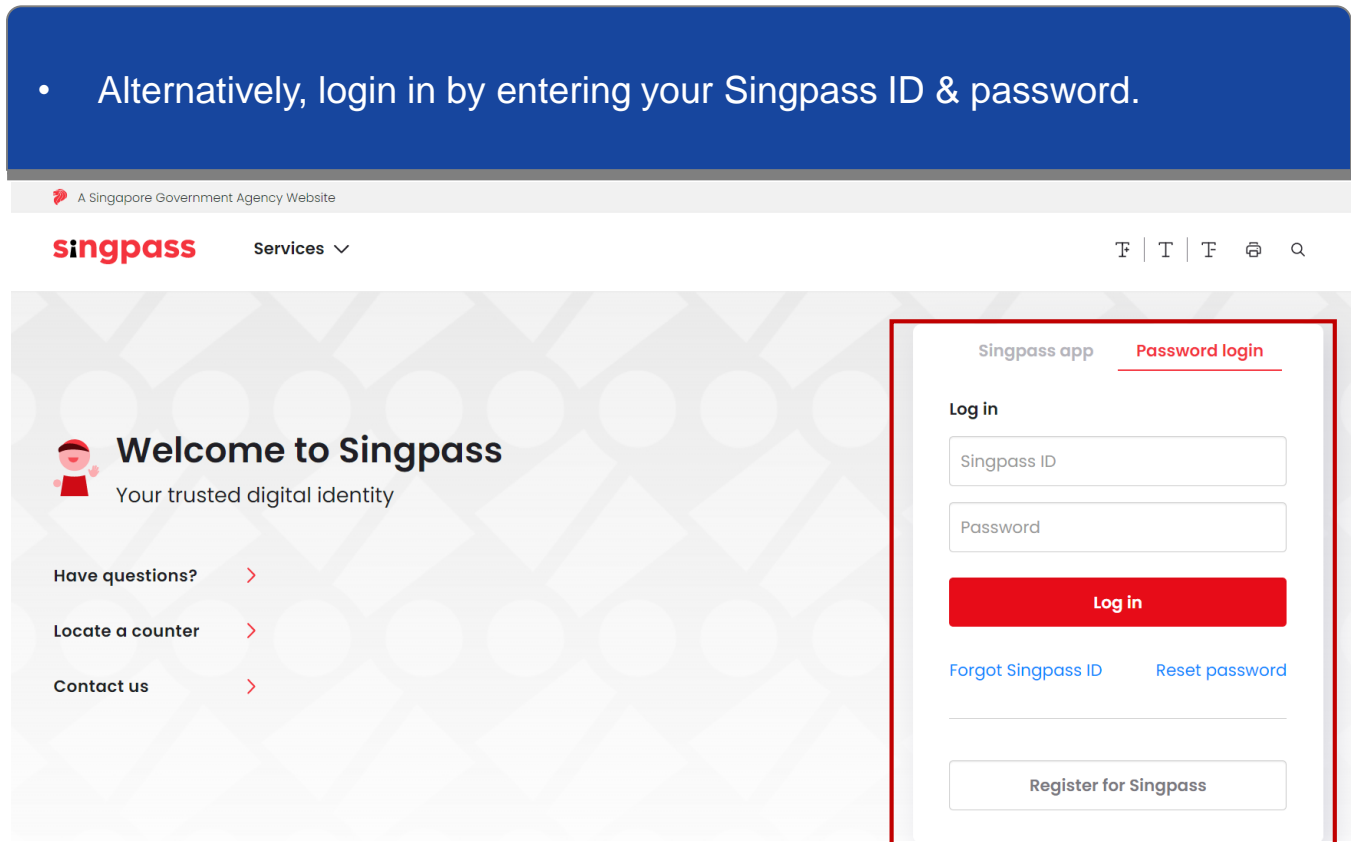 • Alternatively, login in by entering your Singpass ID & password.
A Singapore Government Agency Website
singpass
Services
T+ | T | T-
Singpass app
Password login
Log in
Singpass ID
Password
Log in
Forgot Singpass ID
Reset password
Register for Singpass
Welcome to Singpass
Your trusted digital identity
Have questions?
Locate a counter
Contact us